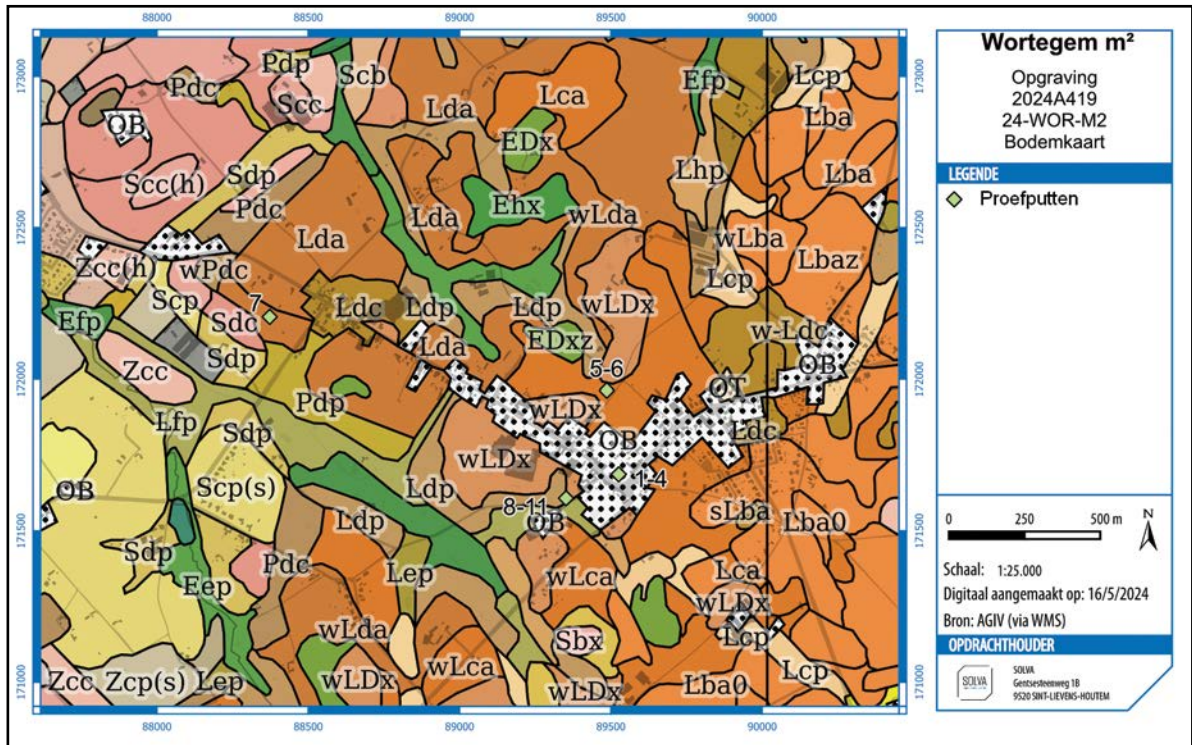 88000 88500 89000 89500 90000
173000
172500
172000
171500
171000
Pdp
Scb
Pdc
Scc
Lda
Lca
Efp
Lcp
OB
Lba
EDx
Scc(h)
Sdp
Lhp
Lba
Pdc
Lda
Ehx
wLda
Lda
wLba
Zcc(h)
wPdc
Lbaz
Lcp
Scp
7
Ldc
Ldp
Ldp
Efp
Sdc
EDxz
w-Ldc
Sdp
Lda
5-6
OB
Zcc
OT
Pdp
wLDx
Lfp
Sdp
OB
Ldc
wLDx
1-4
OB
Scp(s)
Ldp
8-11
sLba
Lba0
Ldp
OB
Sdp
Pdc
Lep
wLca
Lca
Eep
wLDx
wLda
Sbx
Lcp
Zcc
Zcp(s)
Lep
wLDx
wLca
wLDx
Lba0
Lcp
173000
172500
172000
171500
171000
88000 88500 89000 89500 90000
Wortegem m²
Opgraving
2024A419
24-WOR-M2
Bodemkaart
LEGENDE
Proefputten
0 250 500 m
N
Schaal: 1:25.000
Digitaal aangemaakt op: 16/5/2024
Bron: AGIV (via WMS)
OPDRACHTHOUDER
SOLVA
SOLVA
Gentsesteenweg 1B
9520 SINT-LIEVENS-HOUTEM